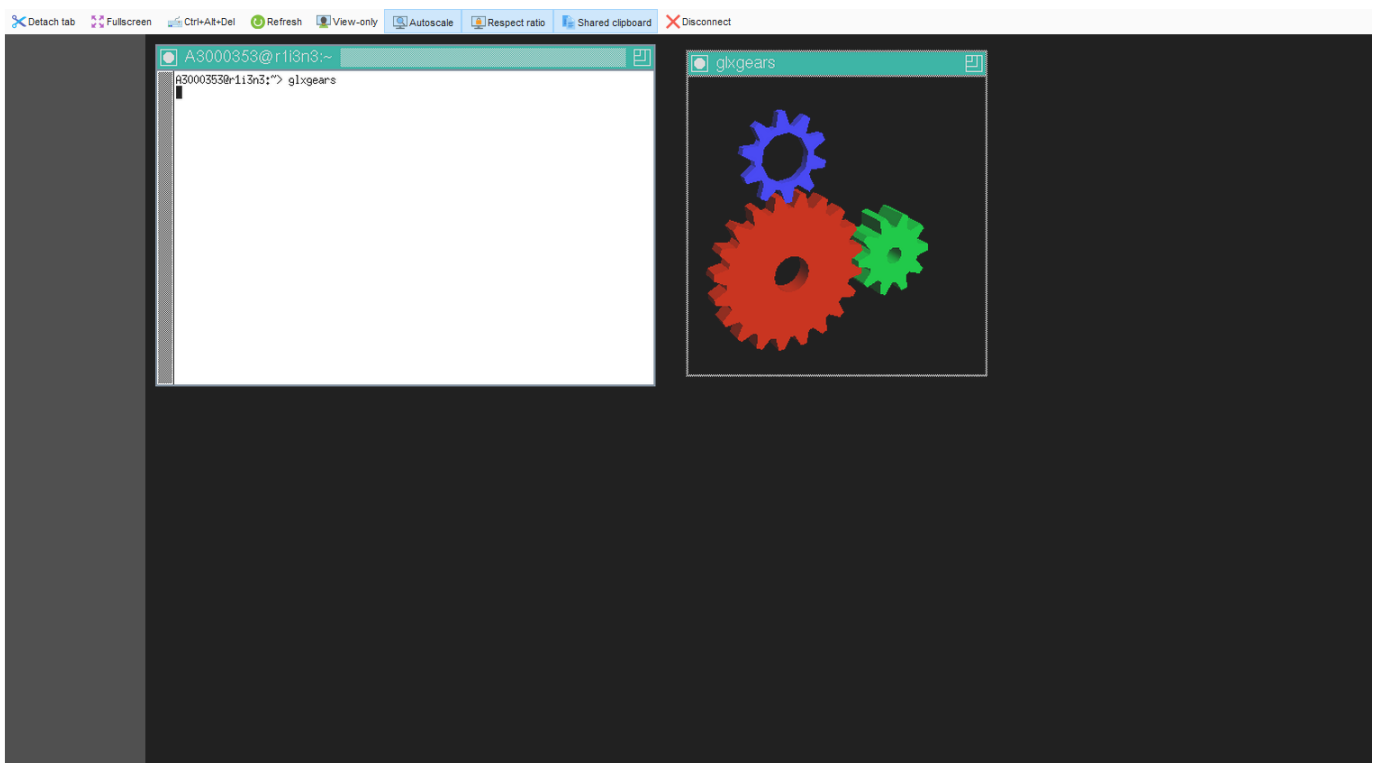 Detach tab Fullscreen Ctrl+Alt+Del Refresh View-only Autoscale Respect ratio Shared clipboard Disconnect
A3000353@r1i3n3:~
A3000353@r1i3n3:~> glxgears
glxgears